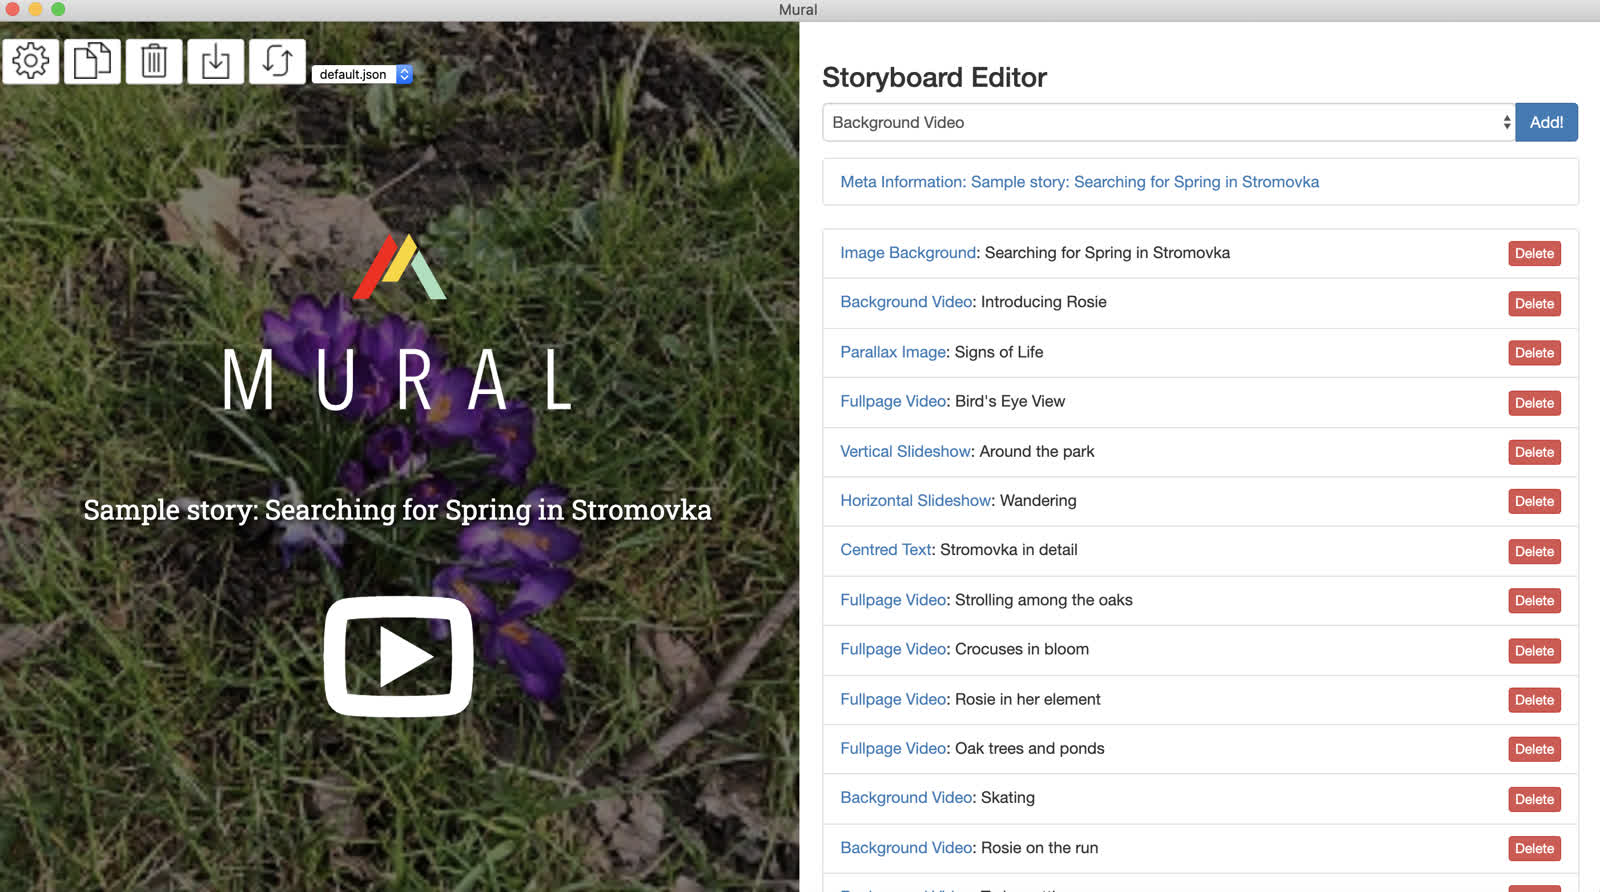 Mural
default.json
MURAL
Sample story: Searching for Spring in Stromovka
Storyboard Editor
Background Video Add!
Meta Information: Sample story: Searching for Spring in Stromovka
Image Background: Searching for Spring in Stromovka Delete
Background Video: Introducing Rosie Delete
Parallax Image: Signs of Life Delete
Fullpage Video: Bird's Eye View Delete
Vertical Slideshow: Around the park Delete
Horizontal Slideshow: Wandering Delete
Centred Text: Stromovka in detail Delete
Fullpage Video: Strolling among the oaks Delete
Fullpage Video: Crocuses in bloom Delete
Fullpage Video: Rosie in her element Delete
Fullpage Video: Oak trees and ponds Delete
Background Video: Skating Delete
Background Video: Rosie on the run Delete